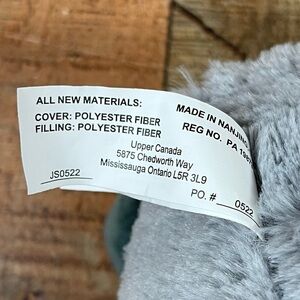 ALL NEW MATERIALS:
COVER: POLYESTER FIBER
FILLING: POLYESTER FIBER
MADE IN NANJING
REG NO. PA
Upper Canada
5875 Chedworth Way
Mississauga Ontario L5R 3L9
JS0522
PO. # 0522